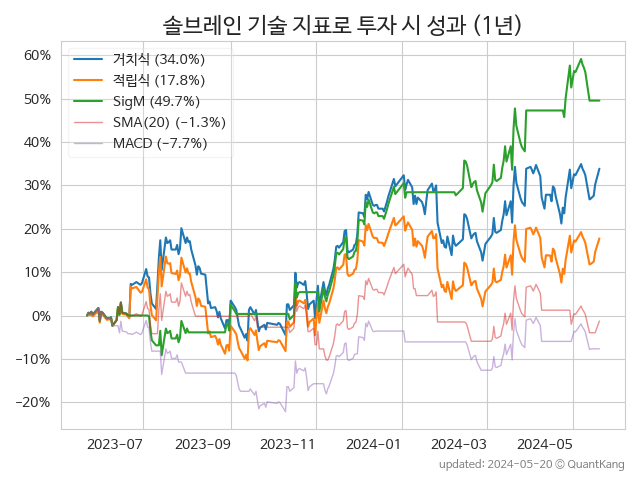 솔브레인 기술 지표로 투자 시 성과 (1년)
60%
50%
40%
30%
20%
10%
0%
−10%
−20%
거치식 (34.0%)
적립식 (17.8%)
SigM (49.7%)
SMA(20) (−1.3%)
MACD (−7.7%)
2023-07
2023-09
2023-11
2024-01
2024-03
2024-05
updated: 2024-05-20 © QuantKang